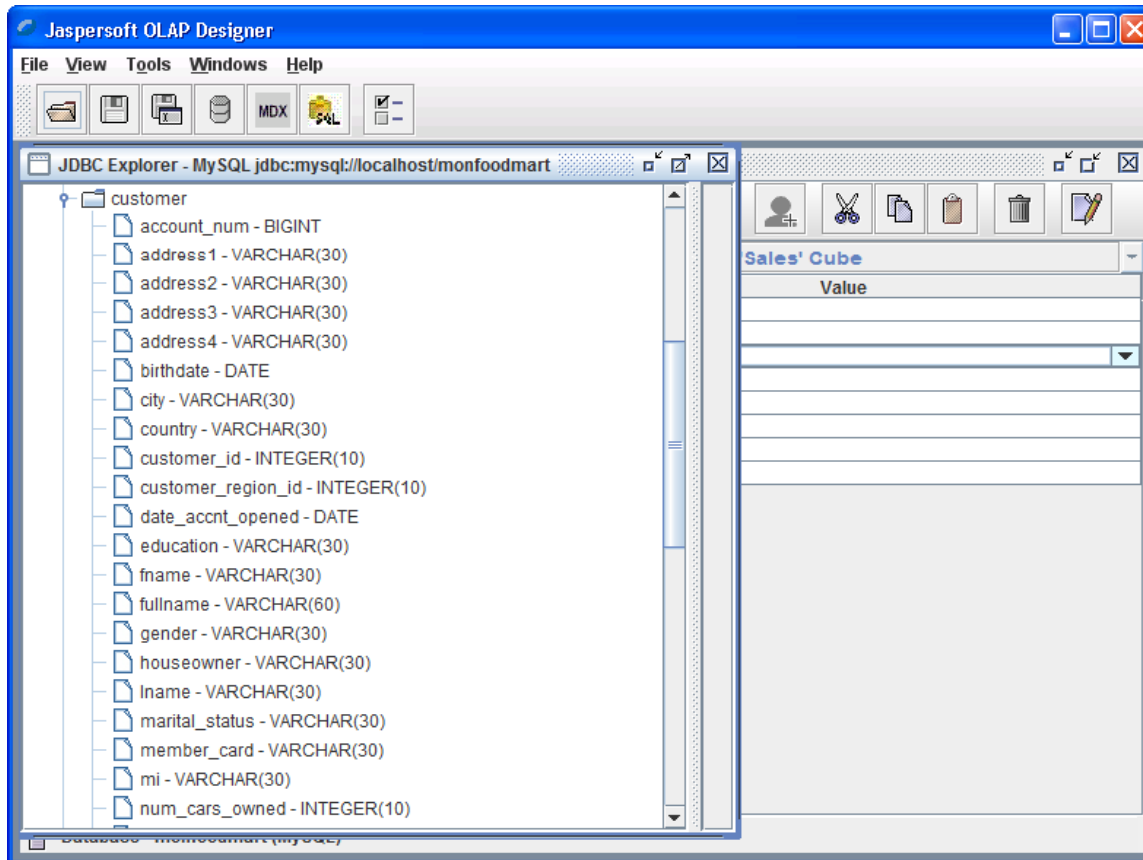 Jaspersoft OLAP Designer
File View Tools Windows Help
MDX SQL
JDBC Explorer - MySQL jdbc:mysql://localhost/monfoodmart
customer
account_num - BIGINT
address1 - VARCHAR(30)
address2 - VARCHAR(30)
address3 - VARCHAR(30)
address4 - VARCHAR(30)
birthdate - DATE
city - VARCHAR(30)
country - VARCHAR(30)
customer_id - INTEGER(10)
customer_region_id - INTEGER(10)
date_accnt_opened - DATE
education - VARCHAR(30)
fname - VARCHAR(30)
fullname - VARCHAR(60)
gender - VARCHAR(30)
houseowner - VARCHAR(30)
lname - VARCHAR(30)
marital_status - VARCHAR(30)
member_card - VARCHAR(30)
mi - VARCHAR(30)
num_cars_owned - INTEGER(10)
'Sales' Cube
Value
Database - monfoodmart (MySQL)